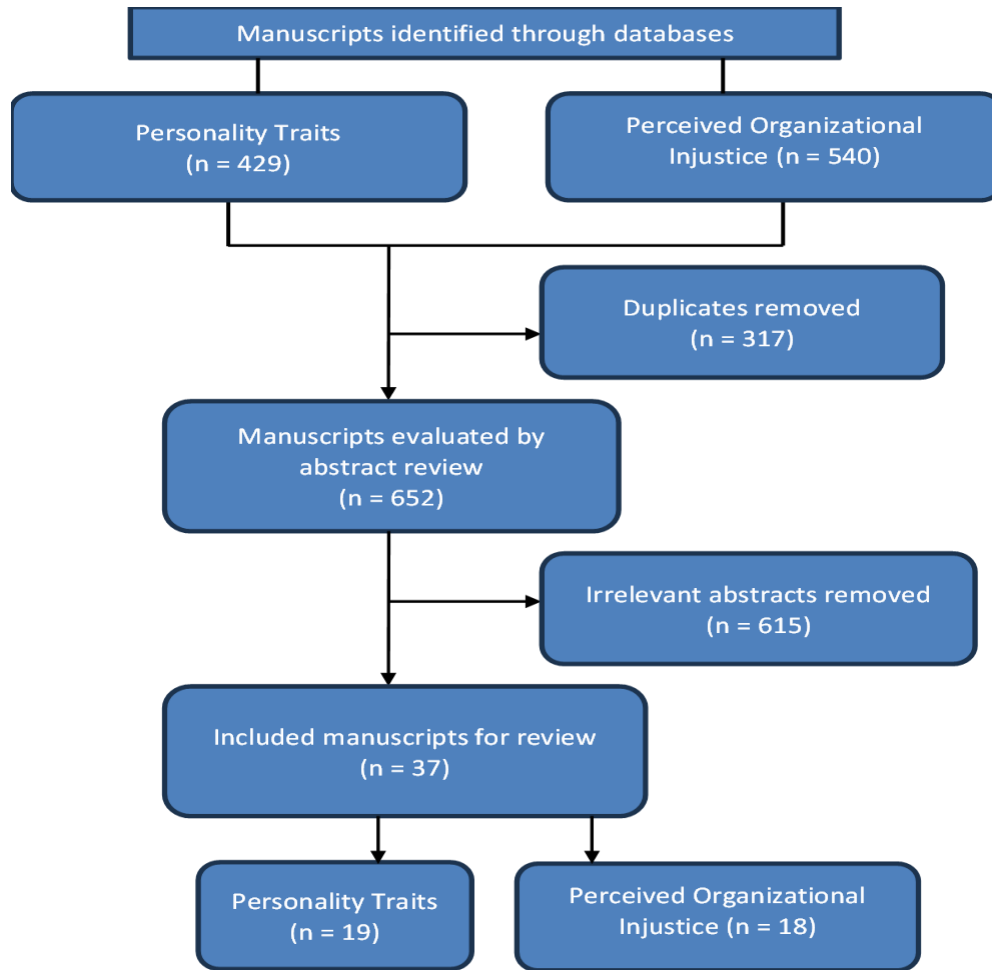 Manuscripts identified through databases
Personality Traits
(n = 429)
Perceived Organizational
Injustice (n = 540)
Duplicates removed
(n = 317)
Manuscripts evaluated by
abstract review
(n = 652)
Irrelevant abstracts removed
(n = 615)
Included manuscripts for review
(n = 37)
Personality Traits
(n = 19)
Perceived Organizational
Injustice (n = 18)